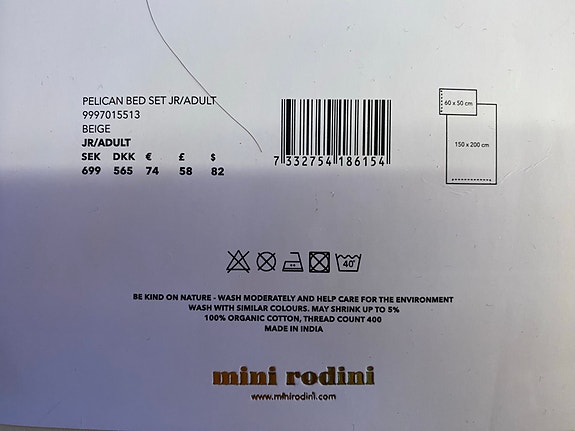 PELICAN BED SET JR/ADULT
9997015513
BEIGE
JR/ADULT
SEK DKK € £ $
699 565 74 58 82
7 332754 186154
60 x 50 cm
150 x 200 cm
40°
BE KIND ON NATURE - WASH MODERATELY AND HELP CARE FOR THE ENVIRONMENT
WASH WITH SIMILAR COLOURS. MAY SHRINK UP TO 5%
100% ORGANIC COTTON, THREAD COUNT 400
MADE IN INDIA
mini rodini
www.minirodini.com